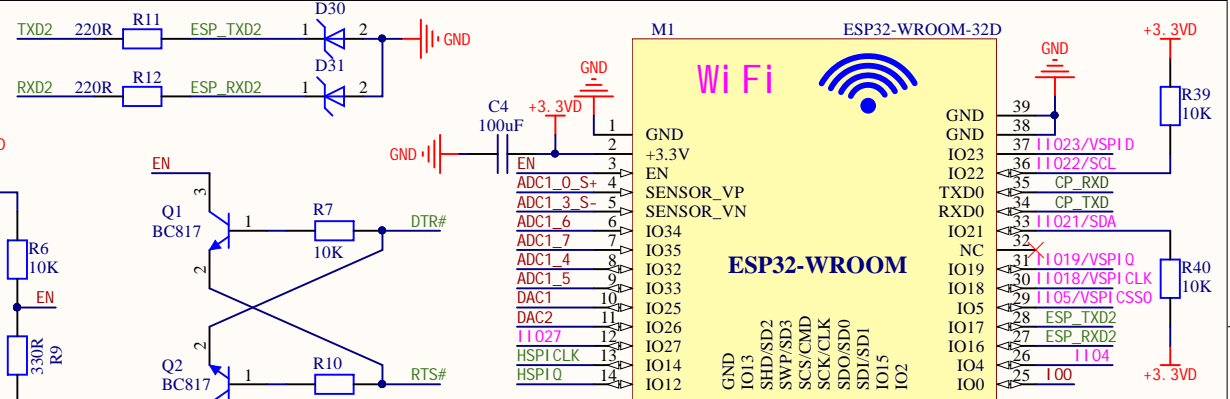 TXD2 220R R11 ESP_TXD2 1 D30 2 GND
RXD2 220R R12 ESP_RXD2 1 D31 2
C4
100uF
+3.3VD
GND
GND
EN
3
Q1
BC817
1
R7
10K
DTR#
2
R6
10K
EN
330R
R9
2
Q2
BC817
1
R10
RTS#
M1 ESP32-WROOM-32D
WiFi
ESP32-WROOM
1 GND
2 +3.3V
EN 3 EN
ADC1_0_S+ 4 SENSOR_VP
ADC1_3_S- 5 SENSOR_VN
ADC1_6 6 IO34
ADC1_7 7 IO35
ADC1_4 8 IO32
ADC1_5 9 IO33
DAC1 10 IO25
DAC2 11 IO26
IIO27 12 IO27
HSPICLK 13 IO14
HSPIQ 14 IO12
GND
IO13
SHD/SD2
SWP/SD3
SCS/CMD
SCK/CLK
SDO/SD0
SDI/SD1
IO15
IO2
GND
GND 39
GND 38
IO23 37 IIO23/VSPID
IO22 36 IIO22/SCL
TXD0 35 CP_RXD
RXD0 34 CP_TXD
IO21 33 IIO21/SDA
NC 32
IO19 31 IIO19/VSPIQ
IO18 30 IIO18/VSPICLK
IO5 29 IIO5/VSPICSS0
IO17 28 ESP_TXD2
IO16 27 ESP_RXD2
IO4 26 IIO4
IO0 25 IO0
+3.3VD
R39
10K
R40
10K
+3.3VD